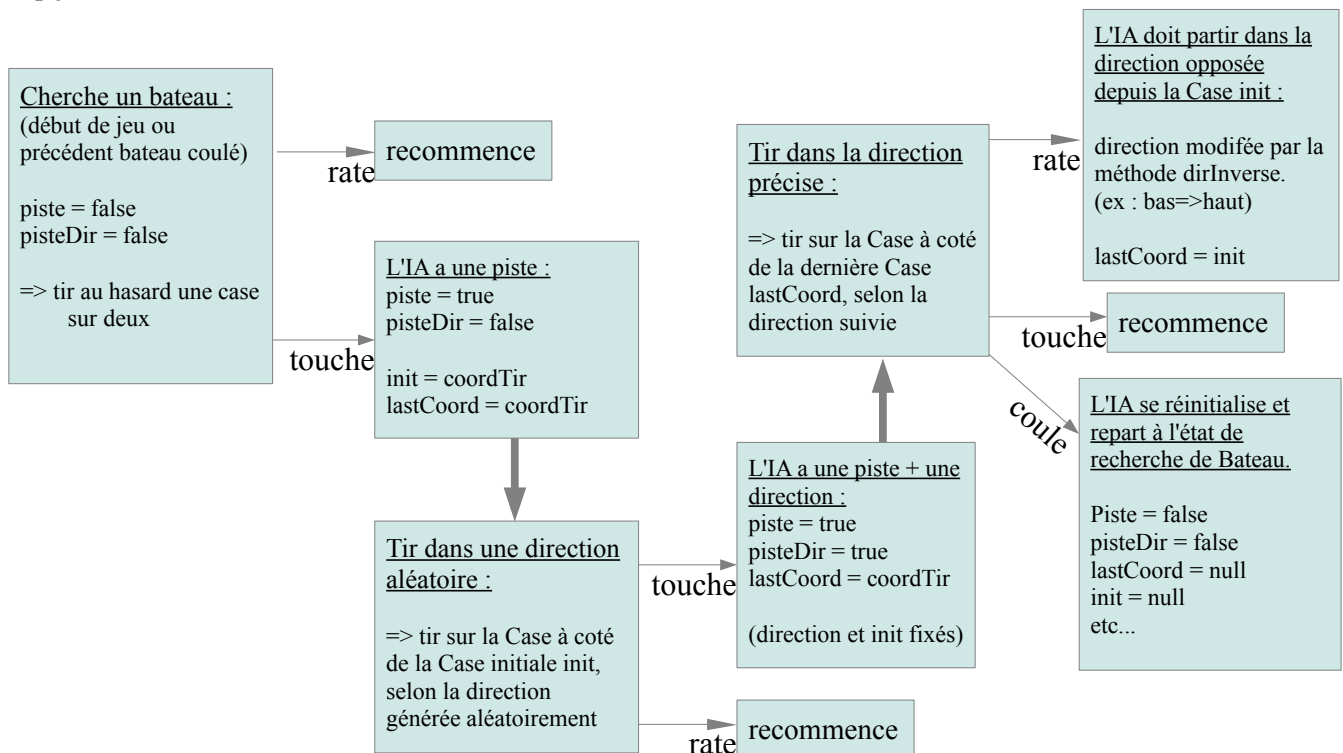 Cherche un bateau :
(début de jeu ou
précédent bateau coulé)
piste = false
pisteDir = false
=> tir au hasard une case
sur deux
rate
recommence
touche
L'IA a une piste :
piste = true
pisteDir = false
init = coordTir
lastCoord = coordTir
Tir dans une direction
aléatoire :
=> tir sur la Case à coté
de la Case initiale init,
selon la direction
générée aléatoirement
touche
rate
recommence
L'IA a une piste + une
direction :
piste = true
pisteDir = true
lastCoord = coordTir
(direction et init fixés)
Tir dans la direction
précise :
=> tir sur la Case à coté
de la dernière Case
lastCoord, selon la
direction suivie
rate
L'IA doit partir dans la
direction opposée
depuis la Case init :
direction modifée par la
méthode dirInverse.
(ex : bas=>haut)
lastCoord = init
touche
recommence
coule
L'IA se réinitialise et
repart à l'état de
recherche de Bateau.
Piste = false
pisteDir = false
lastCoord = null
init = null
etc...